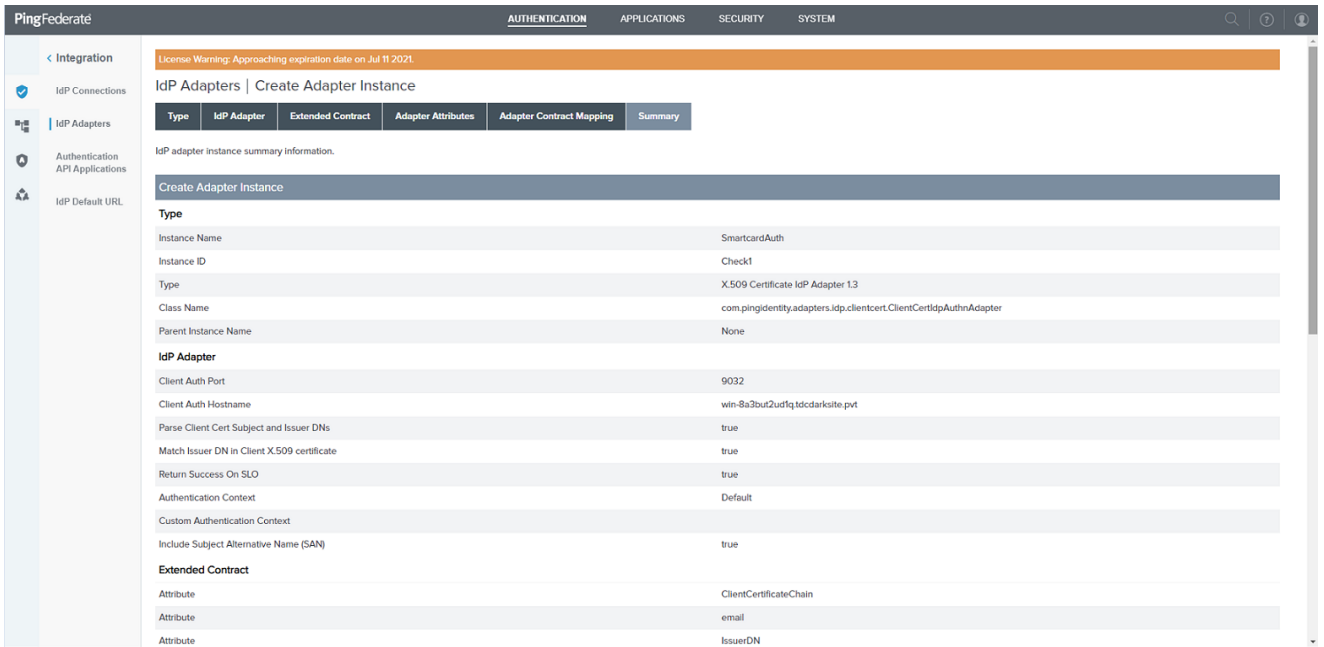 PingFederate
AUTHENTICATION APPLICATIONS SECURITY SYSTEM
Integration
IdP Connections
IdP Adapters
Authentication
API Applications
IdP Default URL
License Warning: Approaching expiration date on Jul 11 2021.
IdP Adapters | Create Adapter Instance
Type IdP Adapter Extended Contract Adapter Attributes Adapter Contract Mapping Summary
IdP adapter instance summary information.
Create Adapter Instance
Type
Instance Name SmartcardAuth
Instance ID Check1
Type X.509 Certificate IdP Adapter 1.3
Class Name com.pingidentity.adapters.idp.clientcert.ClientCertIdpAuthnAdapter
Parent Instance Name None
IdP Adapter
Client Auth Port 9032
Client Auth Hostname win-8a3but2ud1q.tdcdarksite.pvt
Parse Client Cert Subject and Issuer DNs true
Match Issuer DN in Client X.509 certificate true
Return Success On SLO true
Authentication Context Default
Custom Authentication Context
Include Subject Alternative Name (SAN) true
Extended Contract
Attribute ClientCertificateChain
Attribute email
Attribute IssuerDN